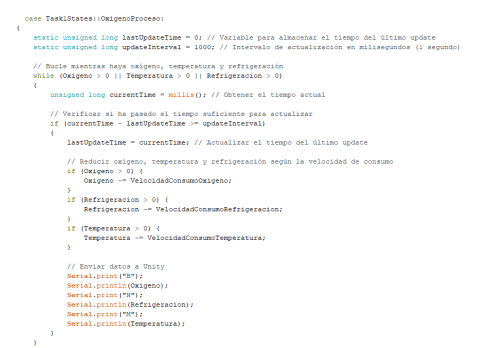 case Task1States::OxigenoProceso:
{
static unsigned long lastUpdateTime = 0; // Variable para almacenar el tiempo del último update
static unsigned long updateInterval = 1000; // Intervalo de actualización en milisegundos (1 segundo)
// Bucle mientras haya oxigeno, temperatura y refrigeración
while (Oxigeno > 0 || Temperatura > 0 || Refrigeracion > 0)
{
unsigned long currentTime = millis(); // Obtener el tiempo actual
// Verificar si ha pasado el tiempo suficiente para actualizar
if (currentTime - lastUpdateTime >= updateInterval)
{
lastUpdateTime = currentTime; // Actualizar el tiempo del último update
// Reducir oxigeno, temperatura y refrigeración según la velocidad de consumo
if (Oxigeno > 0) {
Oxigeno -= VelocidadConsumoOxigeno;
}
if (Refrigeracion > 0) {
Refrigeracion -= VelocidadConsumoRefrigeracion;
}
if (Temperatura > 0) {
Temperatura -= VelocidadConsumoTemperatura;
}
// Enviar datos a Unity
Serial.print("B");
Serial.println(Oxigeno);
Serial.print("N");
Serial.println(Refrigeracion);
Serial.print("M");
Serial.println(Temperatura);
}
}